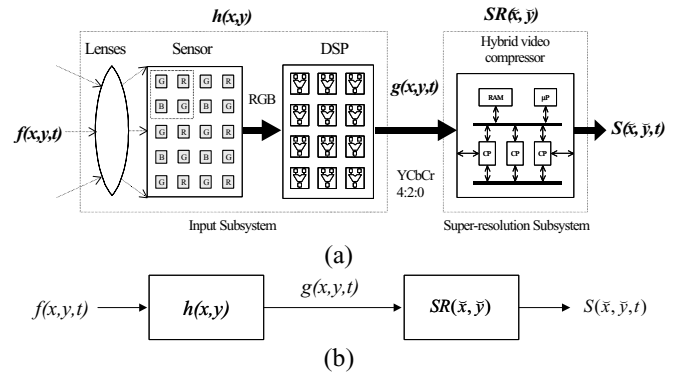 h(x,y)
SR(x̌, y̌)
Lenses
Sensor
DSP
Hybrid video
compressor
G R G R
B G B G
G R G R
B G B G
G R G R
RGB
g(x,y,t)
RAM
μP
f(x,y,t)
CP CP CP
S(x̌, y̌,t)
YCbCr
4:2:0
Input Subsystem
Super-resolution Subsystem
(a)
f(x,y,t)
h(x,y)
g(x,y,t)
SR(x̌, y̌)
S(x̌, y̌,t)
(b)